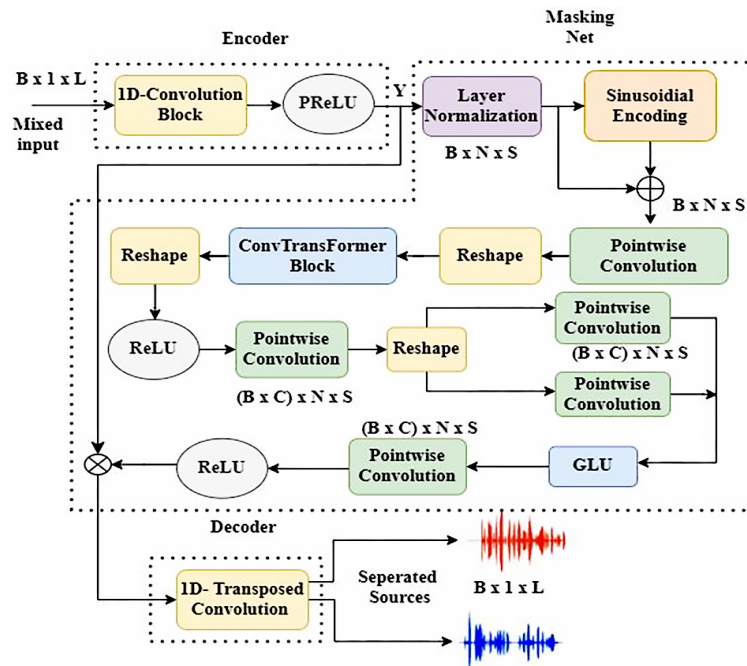 Masking
Net
Encoder
B x 1 x L
Mixed
input
1D-Convolution
Block
PReLU
Y
Layer
Normalization
B x N x S
Sinusoidial
Encoding
B x N x S
Reshape
ConvTransFormer
Block
Reshape
Pointwise
Convolution
ReLU
Pointwise
Convolution
(B x C) x N x S
Reshape
Pointwise
Convolution
(B x C) x N x S
Pointwise
Convolution
(B x C) x N x S
ReLU
Pointwise
Convolution
GLU
Decoder
1D- Transposed
Convolution
Seperated
Sources
B x 1 x L